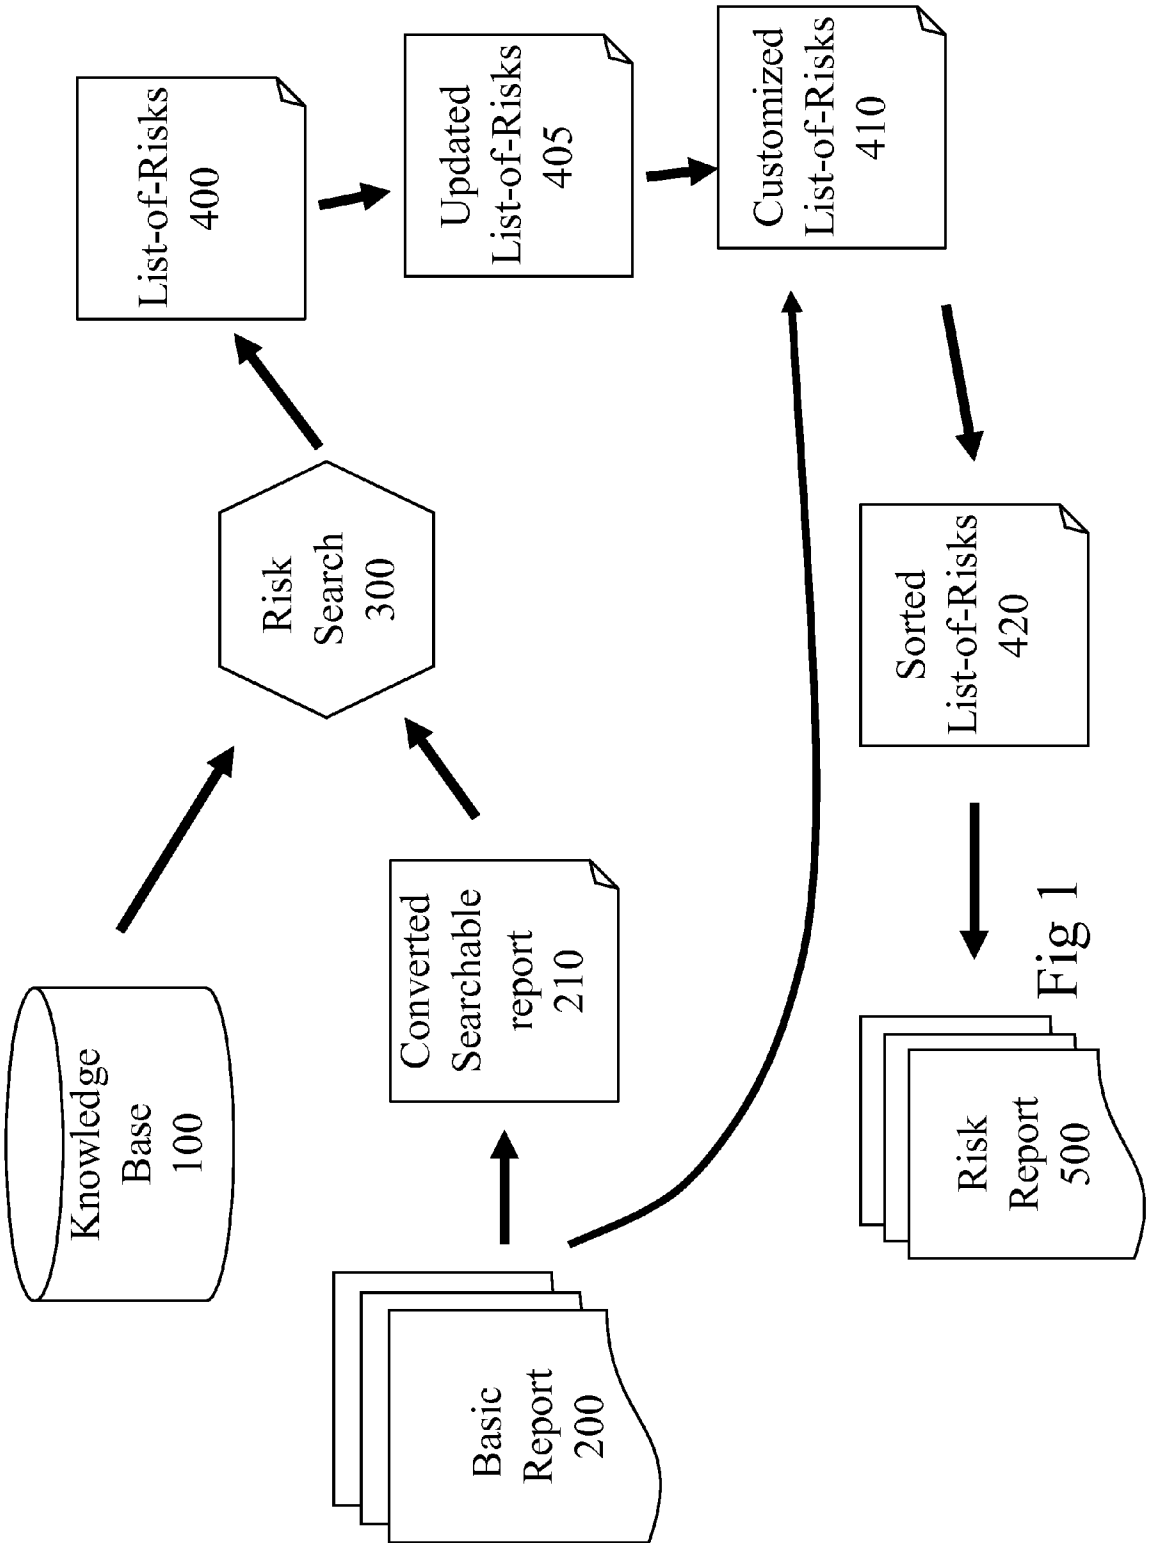 Knowledge
Base
100
Basic
Report
200
Converted
Searchable
report
210
Risk
Search
300
List-of-Risks
400
Updated
List-of-Risks
405
Customized
List-of-Risks
410
Sorted
List-of-Risks
420
Risk
Report
500
Fig 1